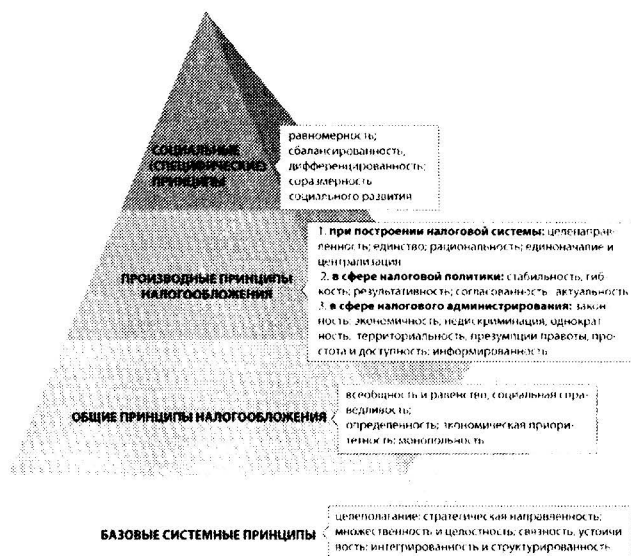 СОЦИАЛЬНЫЕ
(СПЕЦИФИЧЕСКИЕ)
ПРИНЦИПЫ
равномерность;
сбалансированность,
дифференцированность;
соразмерность
социального развития
ПРОИЗВОДНЫЕ ПРИНЦИПЫ
НАЛОГООБЛОЖЕНИЯ
1. при построении налоговой системы: целенаправ-
ленность; единство; рациональность; единоначалие и
централизация
2. в сфере налоговой политики: стабильность, гиб-
кость; результативность; согласованность, актуальность
3. в сфере налогового администрирования: закон
ность; экономичность, недискриминация, однократ
ность, территориальность, презумпции правоты, про-
стота и доступность; информированность
ОБЩИЕ ПРИНЦИПЫ НАЛОГООБЛОЖЕНИЯ
всеобщность и равенство, социальная спра-
ведливость;
определенность; экономическая приори-
тетность; монопольность
БАЗОВЫЕ СИСТЕМНЫЕ ПРИНЦИПЫ
целеполагание; стратегическая направленность;
множественность и целостность; связность, устойчи
вость; интегрированность и структурированность